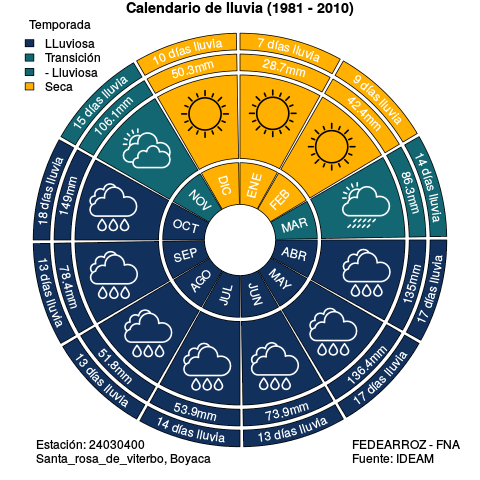 Calendario de lluvia (1981 - 2010)
Temporada
LLuviosa
Transición
- Lluviosa
Seca
7 días lluvia
28.7mm
ENE
9 días lluvia
42.4mm
FEB
14 días lluvia
86.3mm
MAR
17 días lluvia
135mm
ABR
17 días lluvia
136.4mm
MAY
13 días lluvia
73.9mm
JUN
14 días lluvia
53.9mm
JUL
13 días lluvia
51.8mm
AGO
13 días lluvia
78.4mm
SEP
18 días lluvia
149mm
OCT
15 días lluvia
106.1mm
NOV
10 días lluvia
50.3mm
DIC
Estación: 24030400
Santa_rosa_de_viterbo, Boyaca
FEDEARROZ - FNA
Fuente: IDEAM